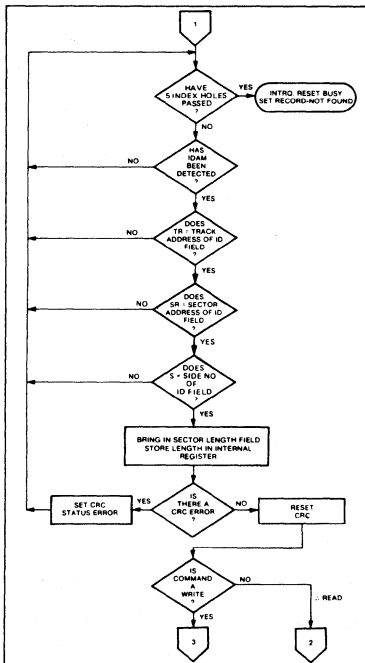 1
HAVE
5 INDEX HOLES
PASSED
?
YES
INTRQ. RESET BUSY
SET RECORD-NOT FOUND
NO
HAS
IDAM
BEEN
DETECTED
?
NO
YES
DOES
TR = TRACK
ADDRESS OF ID
FIELD
?
NO
YES
DOES
SR = SECTOR
ADDRESS OF ID
FIELD
?
NO
YES
DOES
S = SIDE NO
OF
ID FIELD
?
NO
YES
BRING IN SECTOR LENGTH FIELD
STORE LENGTH IN INTERNAL
REGISTER
IS
THERE A
CRC ERROR
?
YES
SET CRC
STATUS ERROR
NO
RESET
CRC
IS
COMMAND
A
WRITE
?
NO
∴ READ
YES
3
2